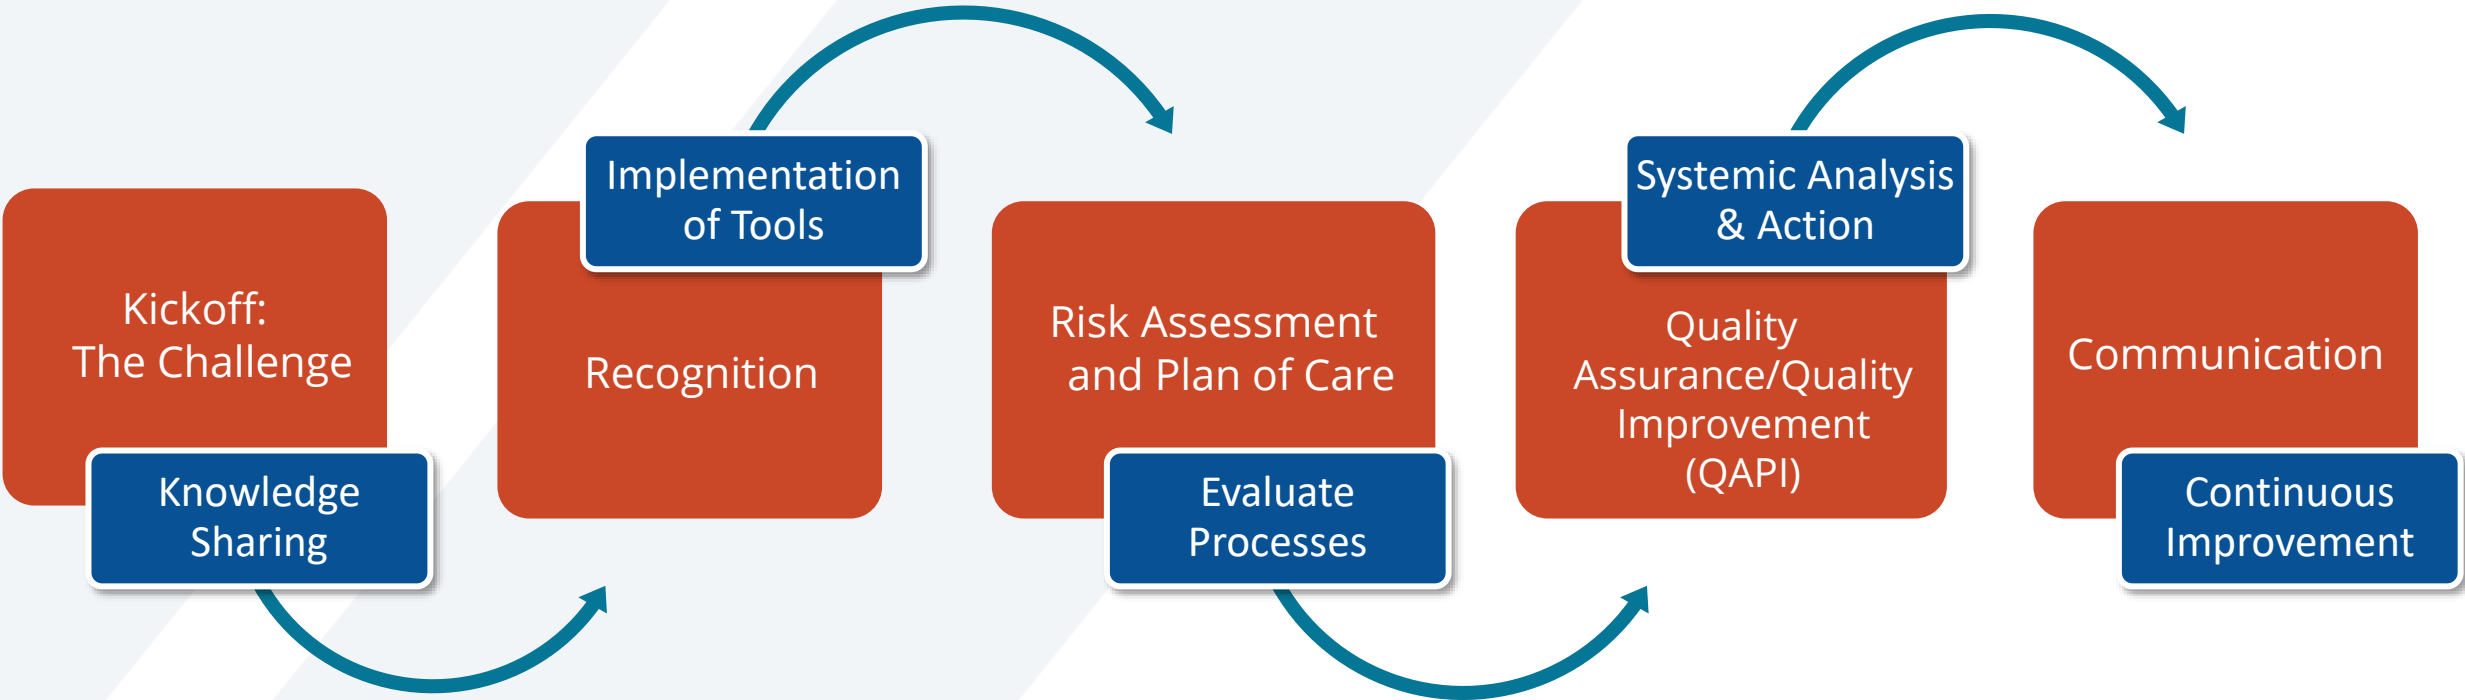 Kickoff:
The Challenge
Knowledge
Sharing
Implementation
of Tools
Recognition
Risk Assessment
and Plan of Care
Evaluate
Processes
Systemic Analysis
& Action
Quality
Assurance/Quality
Improvement
(QAPI)
Communication
Continuous
Improvement